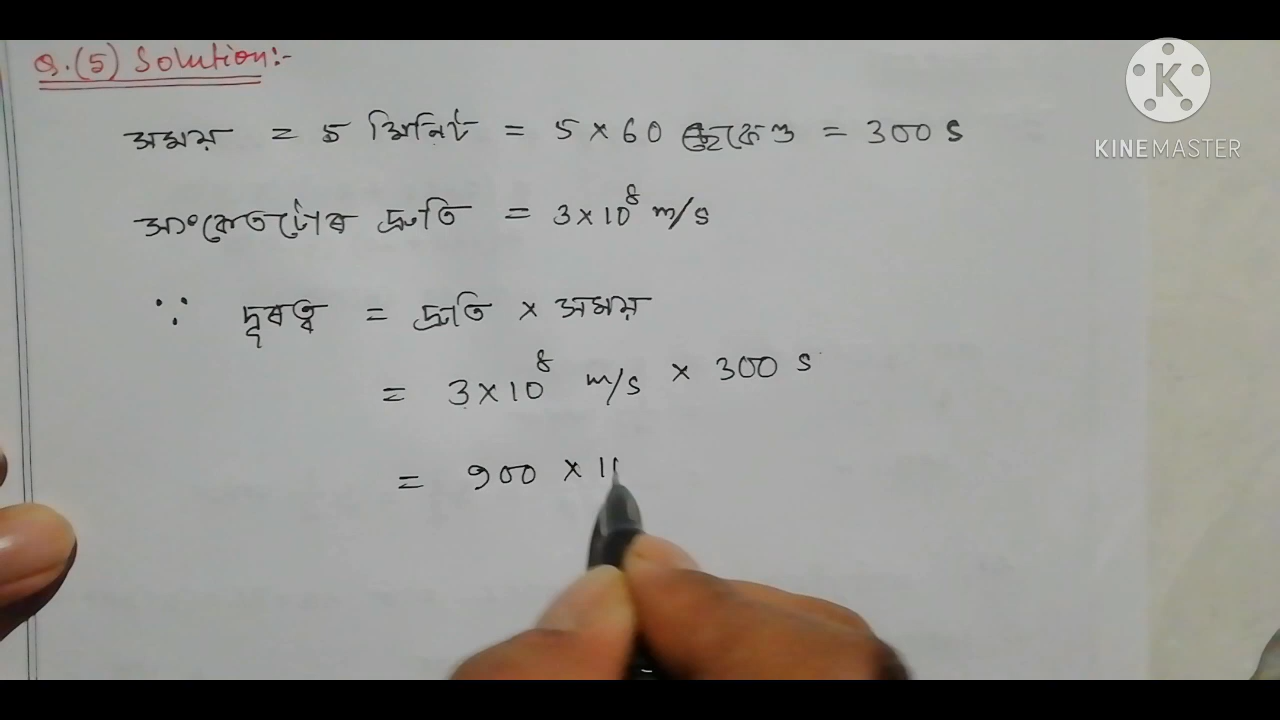 Q.(5) Solution:-
সময় = 5 মিনিট = 5 × 60 ছেকেণ্ড = 300 s
সংকেতটোৰ দ্ৰুতি = 3×10⁸ m/s
∵ দূৰত্ব = দ্ৰুতি × সময়
= 3×10⁸ m/s × 300 s
= 900 × 1
KINEMASTER